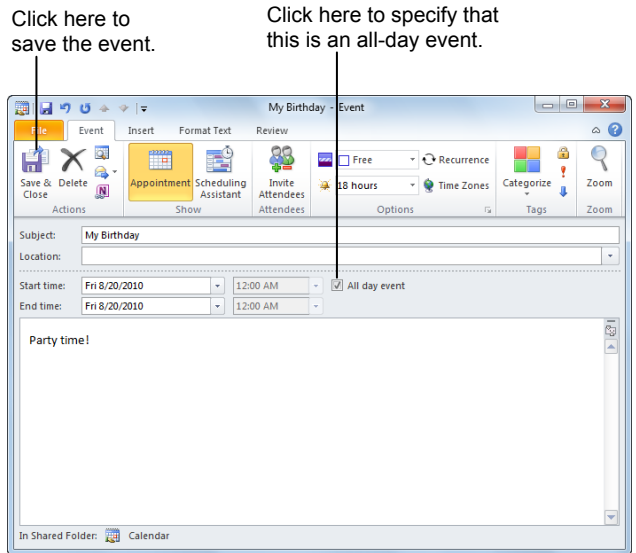 Click here to
save the event.
Click here to specify that
this is an all-day event.
My Birthday - Event
File Event Insert Format Text Review
Save & Close
Delete
Actions
Appointment
Scheduling Assistant
Show
Invite Attendees
Attendees
Free
18 hours
Recurrence
Time Zones
Options
Categorize
Tags
Zoom
Zoom
Subject: My Birthday
Location:
Start time: Fri 8/20/2010 12:00 AM All day event
End time: Fri 8/20/2010 12:00 AM
Party time!
In Shared Folder: Calendar